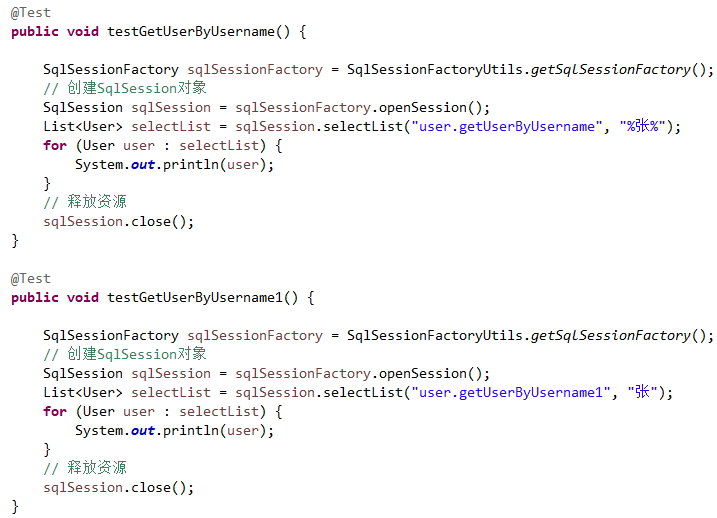 @Test
public void testGetUserByUsername() {
SqlSessionFactory sqlSessionFactory = SqlSessionFactoryUtils.getSqlSessionFactory();
// 创建SqlSession对象
SqlSession sqlSession = sqlSessionFactory.openSession();
List<User> selectList = sqlSession.selectList("user.getUserByUsername", "%张%");
for (User user : selectList) {
System.out.println(user);
}
// 释放资源
sqlSession.close();
}
@Test
public void testGetUserByUsername1() {
SqlSessionFactory sqlSessionFactory = SqlSessionFactoryUtils.getSqlSessionFactory();
// 创建SqlSession对象
SqlSession sqlSession = sqlSessionFactory.openSession();
List<User> selectList = sqlSession.selectList("user.getUserByUsername1", "张");
for (User user : selectList) {
System.out.println(user);
}
// 释放资源
sqlSession.close();
}